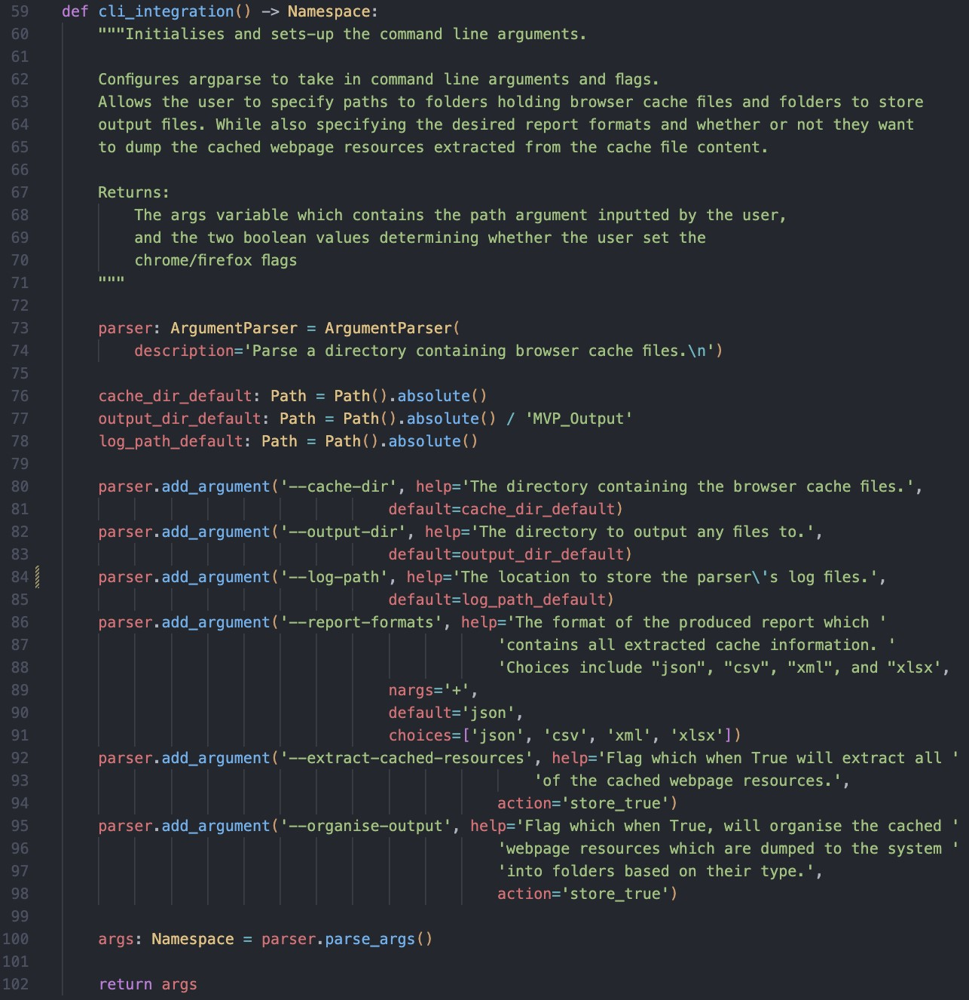 59 def cli_integration() -> Namespace:
60 """Initialises and sets-up the command line arguments.
61
62 Configures argparse to take in command line arguments and flags.
63 Allows the user to specify paths to folders holding browser cache files and folders to store
64 output files. While also specifying the desired report formats and whether or not they want
65 to dump the cached webpage resources extracted from the cache file content.
66
67 Returns:
68 The args variable which contains the path argument inputted by the user,
69 and the two boolean values determining whether the user set the
70 chrome/firefox flags
71 """
72
73 parser: ArgumentParser = ArgumentParser(
74 description='Parse a directory containing browser cache files.\n')
75
76 cache_dir_default: Path = Path().absolute()
77 output_dir_default: Path = Path().absolute() / 'MVP_Output'
78 log_path_default: Path = Path().absolute()
79
80 parser.add_argument('--cache-dir', help='The directory containing the browser cache files.',
81 default=cache_dir_default)
82 parser.add_argument('--output-dir', help='The directory to output any files to.',
83 default=output_dir_default)
84 parser.add_argument('--log-path', help='The location to store the parser\'s log files.',
85 default=log_path_default)
86 parser.add_argument('--report-formats', help='The format of the produced report which '
87 'contains all extracted cache information. '
88 'Choices include "json", "csv", "xml", and "xlsx',
89 nargs='+',
90 default='json',
91 choices=['json', 'csv', 'xml', 'xlsx'])
92 parser.add_argument('--extract-cached-resources', help='Flag which when True will extract all '
93 'of the cached webpage resources.',
94 action='store_true')
95 parser.add_argument('--organise-output', help='Flag which when True, will organise the cached '
96 'webpage resources which are dumped to the system '
97 'into folders based on their type.',
98 action='store_true')
99
100 args: Namespace = parser.parse_args()
101
102 return args